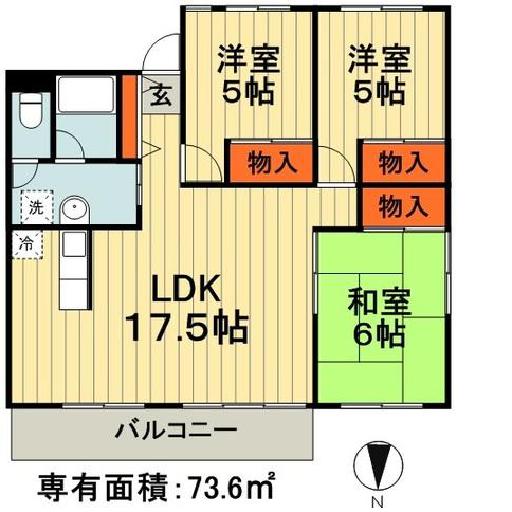 洋室
5帖
洋室
5帖
玄
物入
物入
物入
洗
冷
LDK
17.5帖
和室
6帖
バルコニー
専有面積:73.6㎡
N